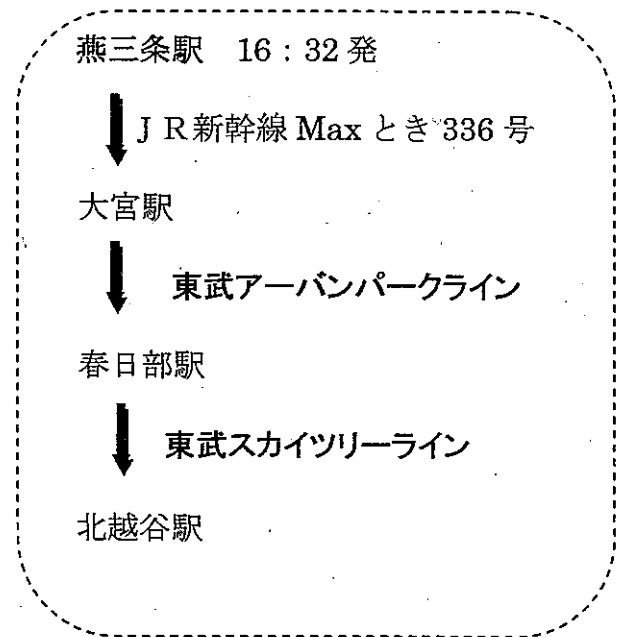 燕三条駅　16：32 発
ＪＲ新幹線 Max とき 336 号
大宮駅
東武アーバンパークライン
春日部駅
東武スカイツリーライン
北越谷駅